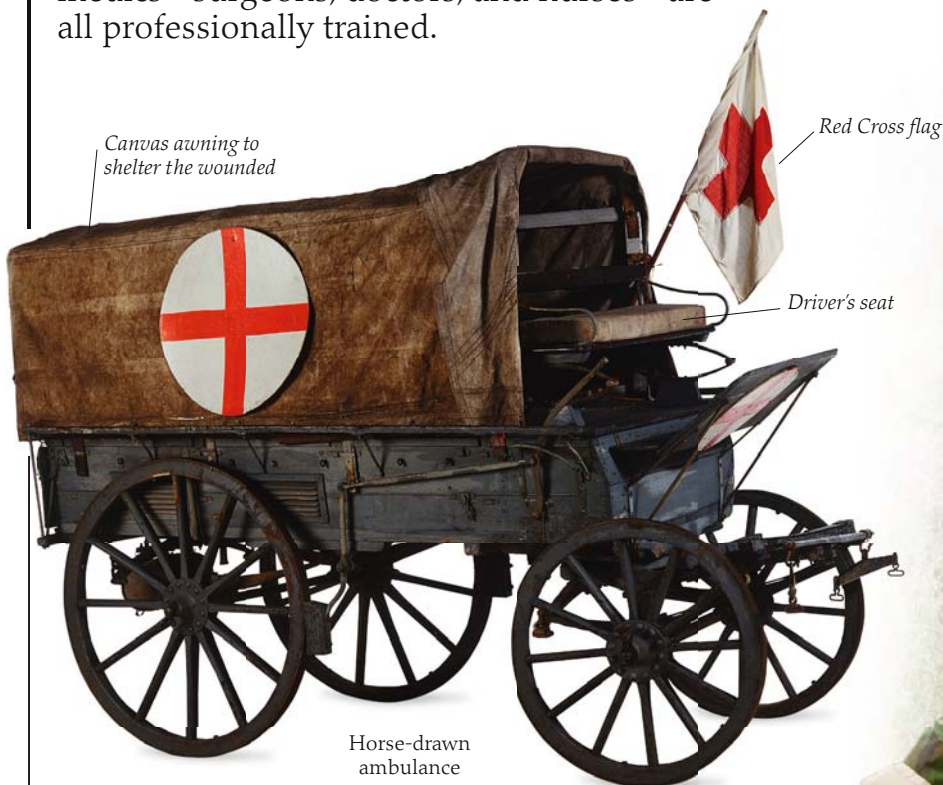 all professionally trained.
Canvas awning to
shelter the wounded
Red Cross flag
Driver's seat
Horse-drawn
ambulance